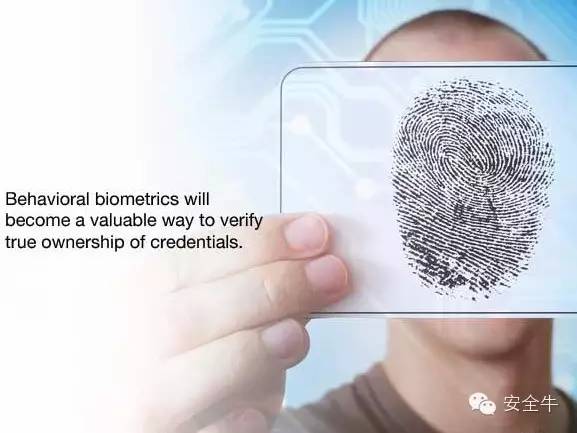 Behavioral biometrics will
become a valuable way to verify
true ownership of credentials.
安全牛